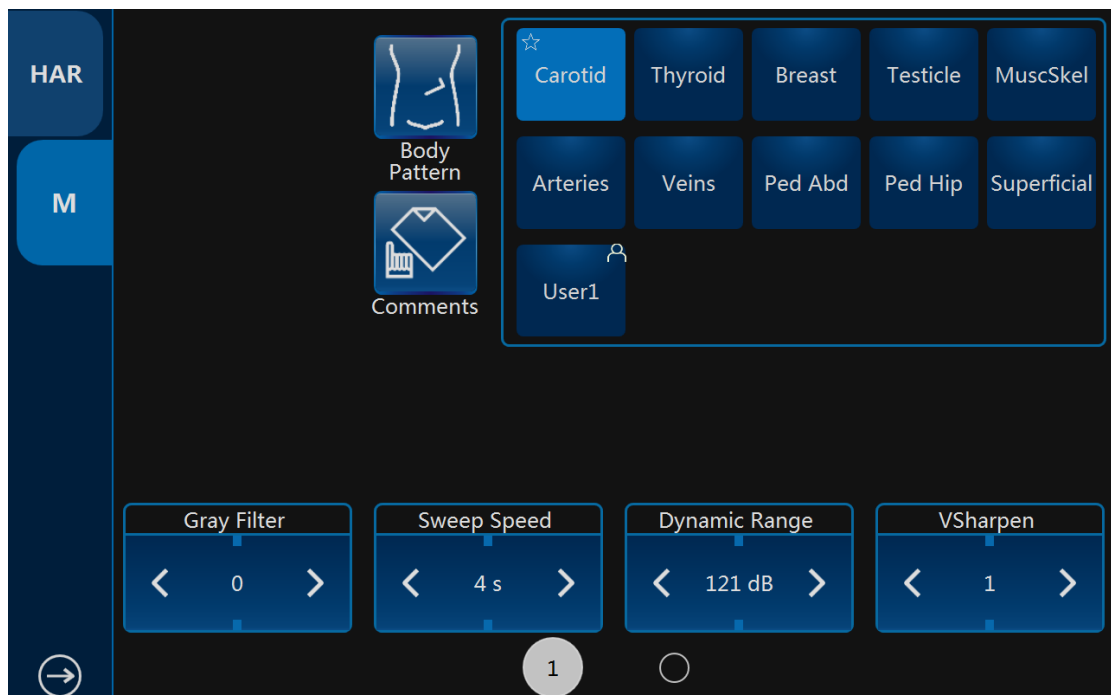 HAR
M
Body
Pattern
Comments
Carotid
Thyroid
Breast
Testicle
MuscSkel
Arteries
Veins
Ped Abd
Ped Hip
Superficial
User1
Gray Filter
0
Sweep Speed
4 s
Dynamic Range
121 dB
VSharpen
1
1